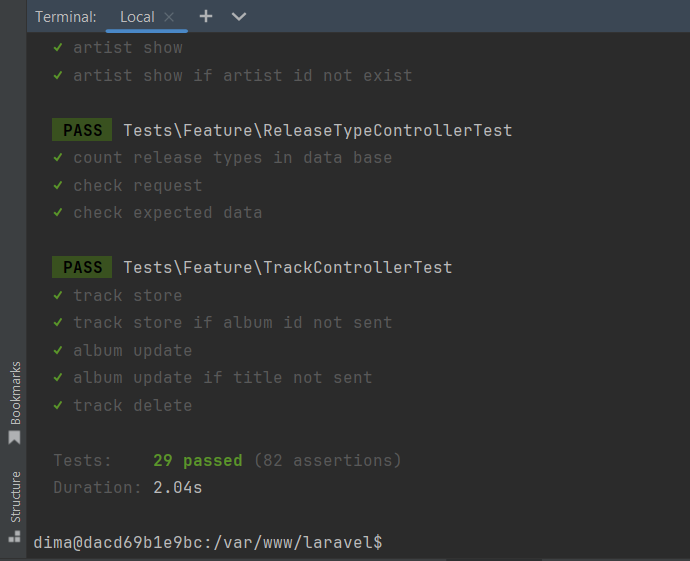 Terminal: Local × + ∨
✓ artist show
✓ artist show if artist id not exist
PASS Tests\Feature\ReleaseTypeControllerTest
✓ count release types in data base
✓ check request
✓ check expected data
PASS Tests\Feature\TrackControllerTest
✓ track store
✓ track store if album id not sent
✓ album update
✓ album update if title not sent
✓ track delete
Tests: 29 passed (82 assertions)
Duration: 2.04s
dima@dacd69b1e9bc:/var/www/laravel$
Bookmarks
Structure